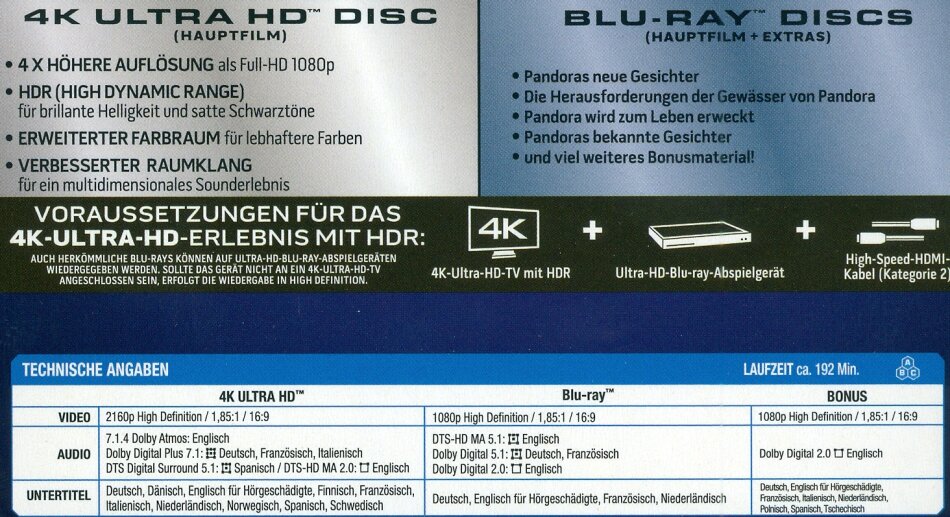 4K ULTRA HD™ DISC
(HAUPTFILM)
• 4 X HÖHERE AUFLÖSUNG als Full-HD 1080p
• HDR (HIGH DYNAMIC RANGE)
für brillante Helligkeit und satte Schwarztöne
• ERWEITERTER FARBRAUM für lebhaftere Farben
• VERBESSERTER RAUMKLANG
für ein multidimensionales Sounderlebnis
BLU-RAY™ DISCS
(HAUPTFILM + EXTRAS)
• Pandoras neue Gesichter
• Die Herausforderungen der Gewässer von Pandora
• Pandora wird zum Leben erweckt
• Pandoras bekannte Gesichter
• und viel weiteres Bonusmaterial!
VORAUSSETZUNGEN FÜR DAS
4K-ULTRA-HD-ERLEBNIS MIT HDR:
AUCH HERKÖMMLICHE BLU-RAYS KÖNNEN AUF ULTRA-HD-BLU-RAY-ABSPIELGERÄTEN
WIEDERGEGEBEN WERDEN. SOLLTE DAS GERÄT NICHT AN EIN 4K-ULTRA-HD-TV
ANGESCHLOSSEN SEIN, ERFOLGT DIE WIEDERGABE IN HIGH DEFINITION.
4K
4K-Ultra-HD-TV mit HDR
+
Ultra-HD-Blu-ray-Abspielgerät
+
High-Speed-HDMI-
Kabel (Kategorie 2)
TECHNISCHE ANGABEN
LAUFZEIT ca. 192 Min.
A
B C
4K ULTRA HD™ Blu-ray™ BONUS
VIDEO 2160p High Definition / 1,85:1 / 16:9 1080p High Definition / 1,85:1 / 16:9 1080p High Definition / 1,85:1 / 16:9
AUDIO
7.1.4 Dolby Atmos: Englisch
Dolby Digital Plus 7.1: Deutsch, Französisch, Italienisch
DTS Digital Surround 5.1: Spanisch / DTS-HD MA 2.0: Englisch
DTS-HD MA 5.1: Englisch
Dolby Digital 5.1: Deutsch, Französisch
Dolby Digital 2.0: Englisch
Dolby Digital 2.0 Englisch
UNTERTITEL
Deutsch, Dänisch, Englisch für Hörgeschädigte, Finnisch, Französisch,
Italienisch, Niederländisch, Norwegisch, Spanisch, Schwedisch
Deutsch, Englisch für Hörgeschädigte, Französisch, Niederländisch
Deutsch, Englisch für Hörgeschädigte,
Französisch, Italienisch, Niederländisch,
Polnisch, Spanisch, Tschechisch